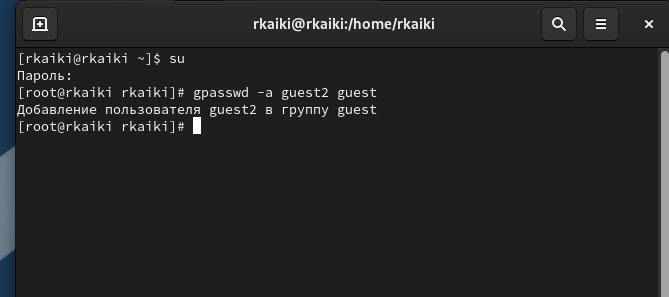 rkaiki@rkaiki:/home/rkaiki
[rkaiki@rkaiki ~]$ su
Пароль:
[root@rkaiki rkaiki]# gpasswd -a guest2 guest
Добавление пользователя guest2 в группу guest
[root@rkaiki rkaiki]#